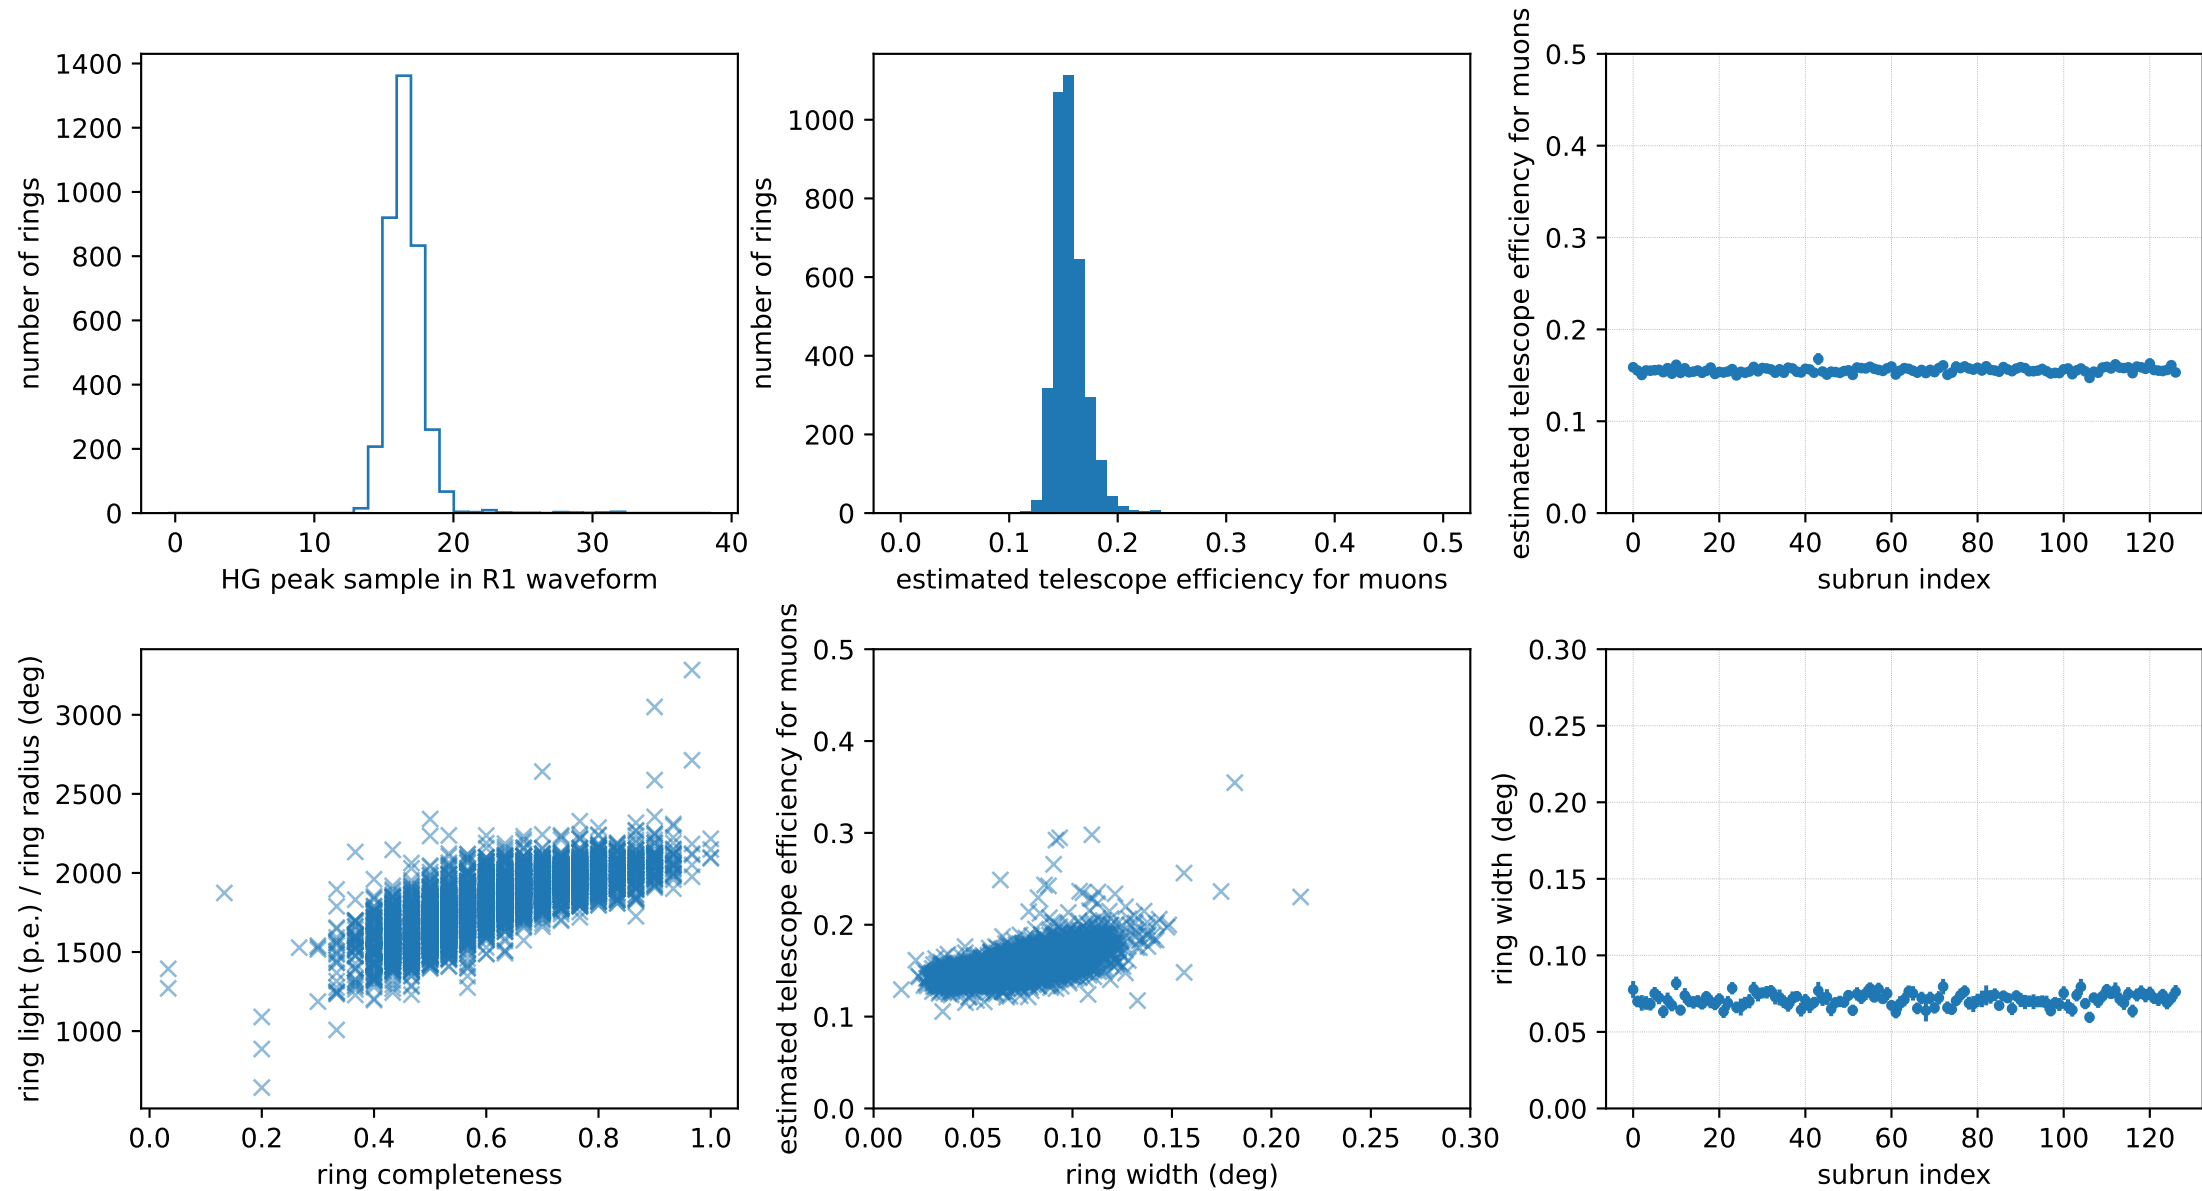 1400
1200
1000
800
600
400
200
0
number of rings
0 10 20 30 40
HG peak sample in R1 waveform
1000
800
600
400
200
0
number of rings
0.0 0.1 0.2 0.3 0.4 0.5
estimated telescope efficiency for muons
0.5
0.4
0.3
0.2
0.1
0.0
estimated telescope efficiency for muons
0 20 40 60 80 100 120
subrun index
3000
2500
2000
1500
1000
ring light (p.e.) / ring radius (deg)
0.0 0.2 0.4 0.6 0.8 1.0
ring completeness
0.5
0.4
0.3
0.2
0.1
0.0
estimated telescope efficiency for muons
0.00 0.05 0.10 0.15 0.20 0.25 0.30
ring width (deg)
0.30
0.25
0.20
0.15
0.10
0.05
0.00
ring width (deg)
0 20 40 60 80 100 120
subrun index